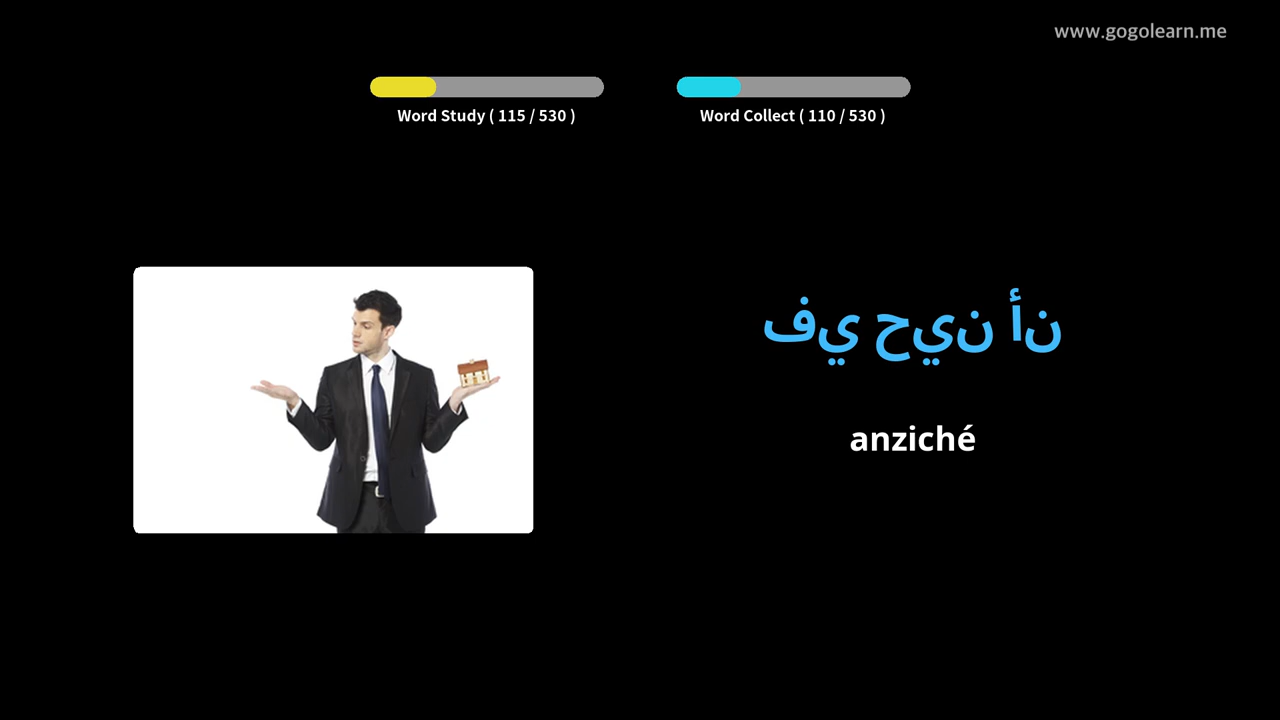 www.gogolearn.me
Word Study ( 115 / 530 )
Word Collect ( 110 / 530 )
في حين أن
anziché